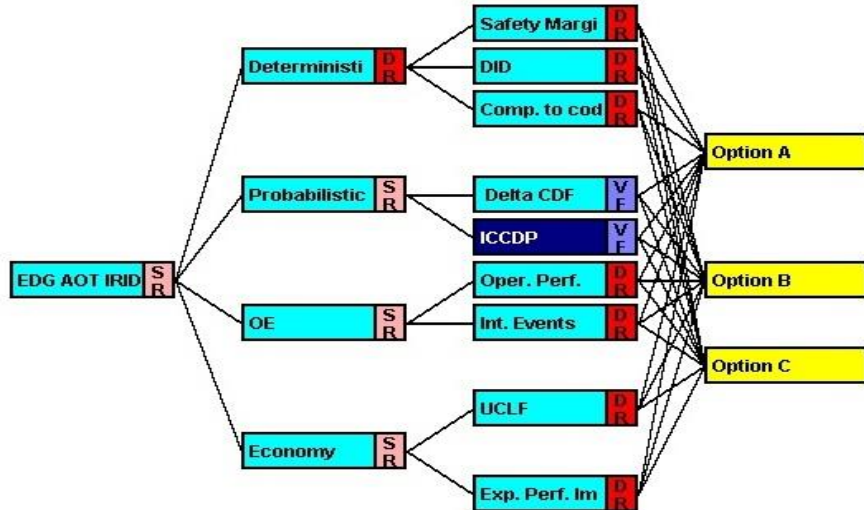 Safety Margi D R
DID D R
Comp. to cod D R
Deterministi D R
Option A
Probabilistic S R
Delta CDF V F
ICCDP V F
EDG AOT IRID S R
Oper. Perf. D R
Int. Events D R
OE S R
Option B
Option C
UCLF D R
Economy S R
Exp. Perf. Im D R